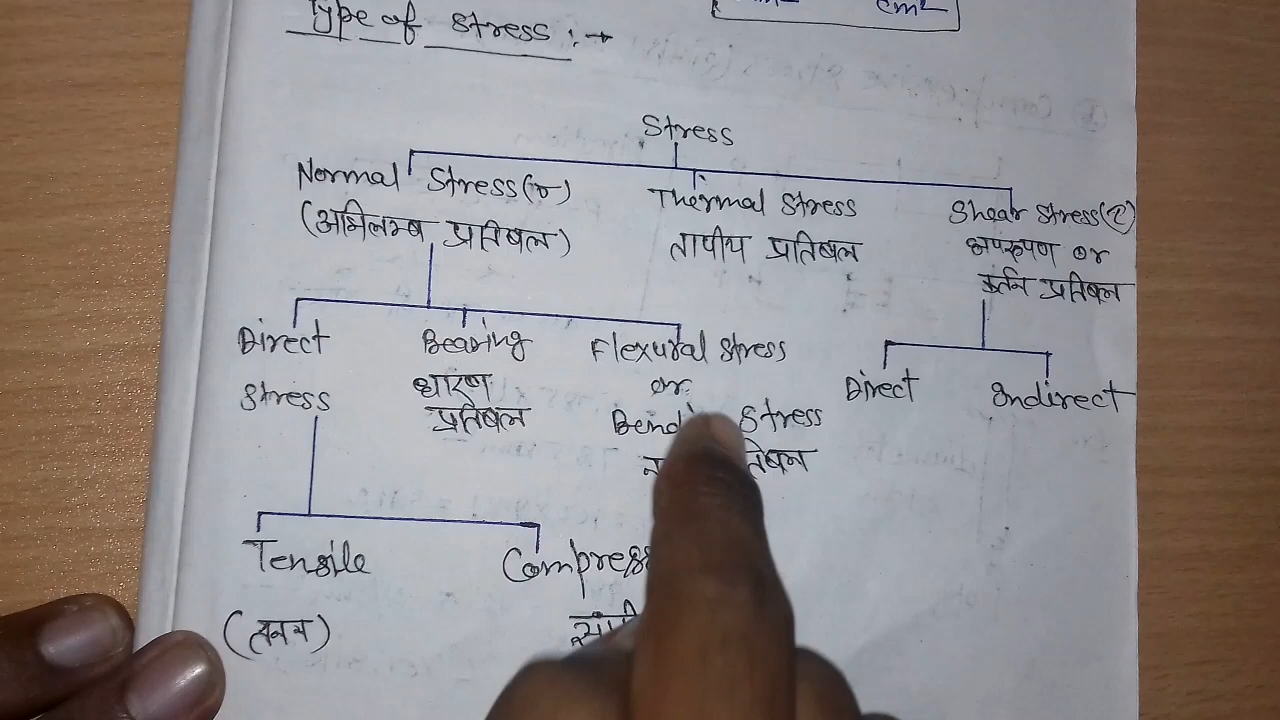 cm²
Type of Stress :→
Stress
Normal Stress(σ)
(अभिलम्ब प्रतिबल)
Thermal Stress
तापीय प्रतिबल
Shear Stress(τ)
अपरूपण or
कर्तन प्रतिबल
Direct
Stress
Bearing
धारण
प्रतिबल
Flexural Stress
or
Stress
Direct
Indirect
Tensile
(तनन)